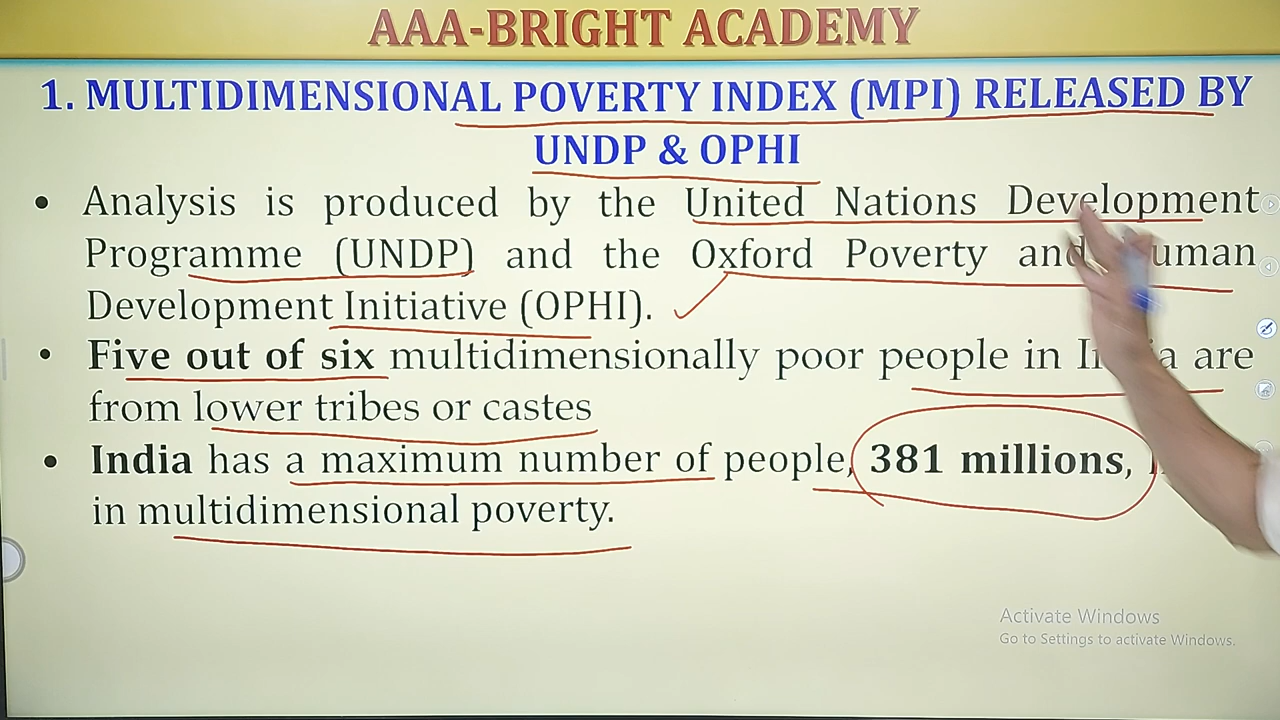 AAA-BRIGHT ACADEMY
1. MULTIDIMENSIONAL POVERTY INDEX (MPI) RELEASED BY
UNDP & OPHI
• Analysis is produced by the United Nations Development
Programme (UNDP) and the Oxford Poverty and
Development Initiative (OPHI).
• Five out of six multidimensionally poor people in are
from lower tribes or castes
• India has a maximum number of people, 381 millions,
in multidimensional poverty.
Activate Windows
Go to Settings to activate Windows.